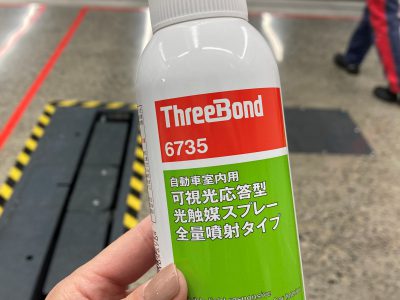 ThreeBond
6735
自動車室内用
可視光応答型
光触媒スプレー
全量噴射タイプ